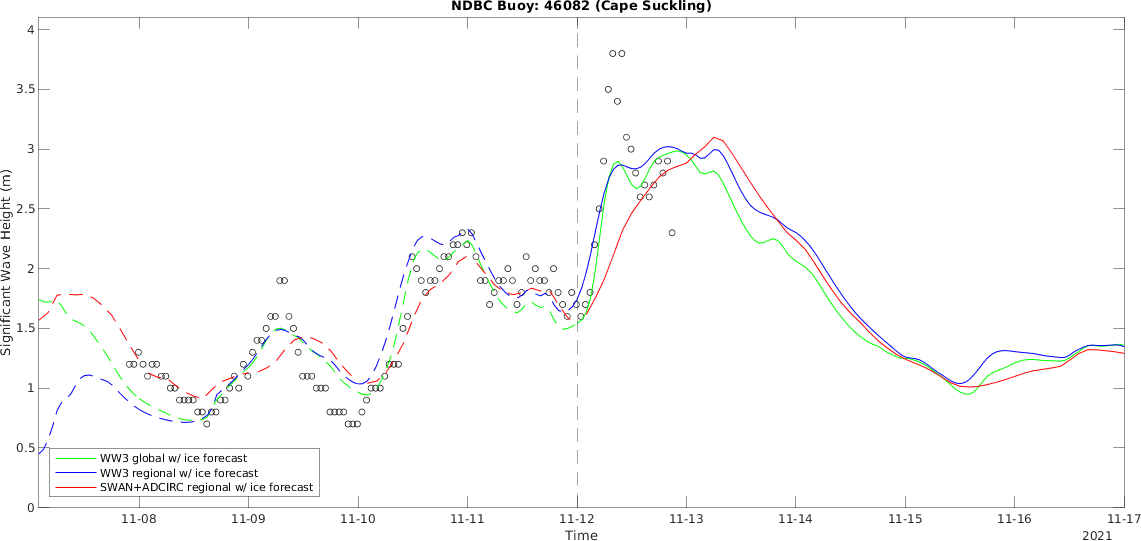 NDBC Buoy: 46082 (Cape Suckling)
4
3.5
3
2.5
2
1.5
1
0.5
0
Significant Wave Height (m)
WW3 global w/ ice forecast
WW3 regional w/ ice forecast
SWAN+ADCIRC regional w/ ice forecast
11-08 11-09 11-10 11-11 11-12 11-13 11-14 11-15 11-16 11-17
Time
2021